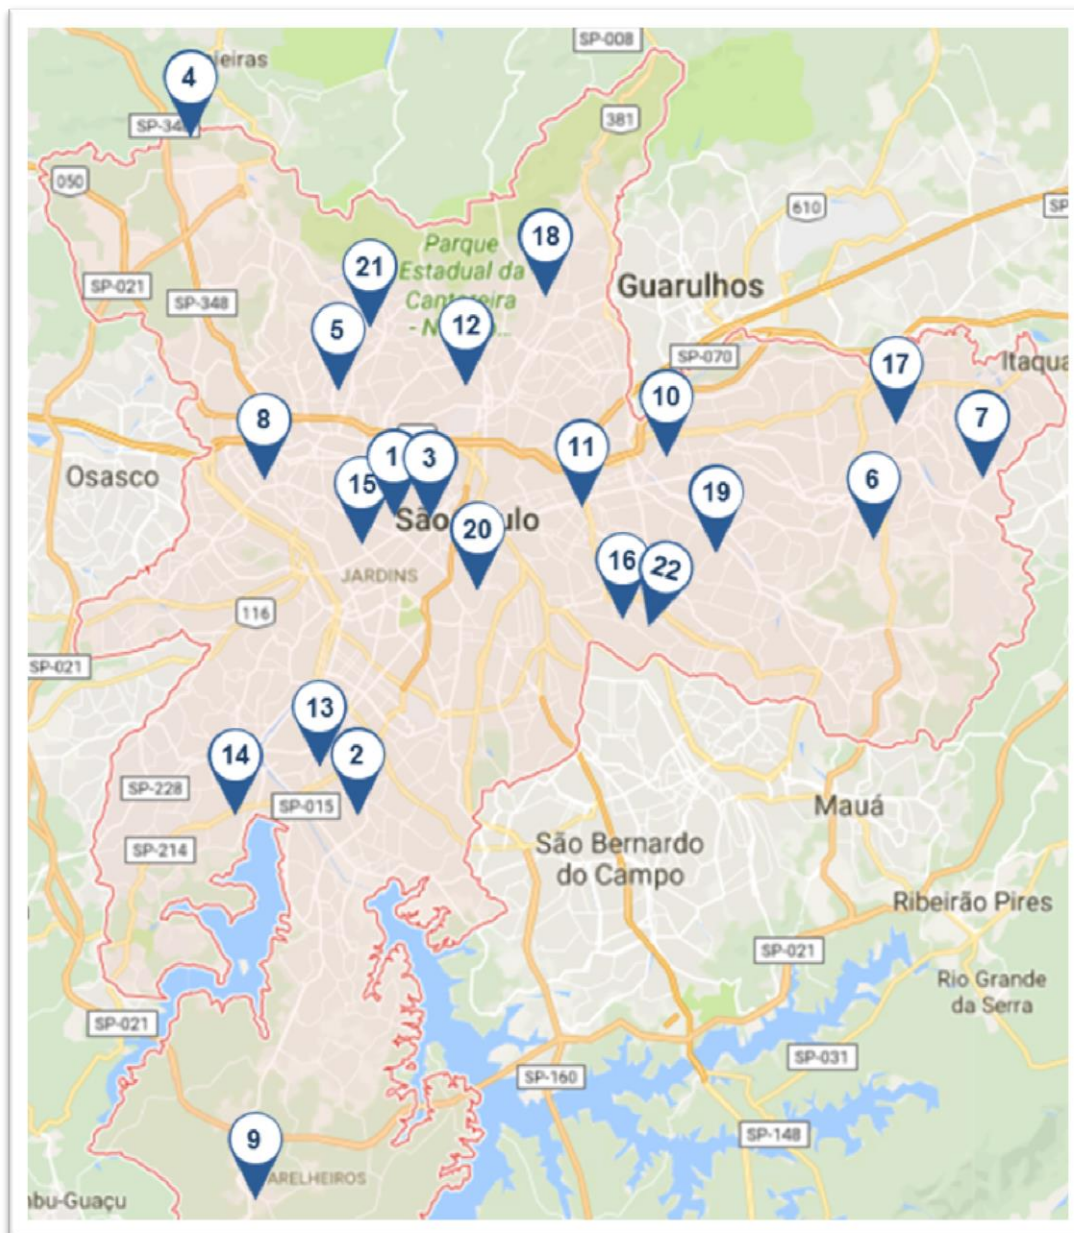 SP-008
leiras
4
SP-348
381
050
610
SP
18
Parque
Estadual da
Cantareira
- N
21
SP-021
SP-348
Guarulhos
5
12
SP-070
17
Itaqua
10
7
8
11
1
3
Osasco
15
19
6
São Paulo
20
JARDINS
16
22
116
SP-021
13
14
2
SP-228
SP-015
Mauá
SP-214
São Bernardo
do Campo
Ribeirão Pires
SP-021
Rio Grande
da Serra
SP-021
SP-031
SP-160
SP-148
9
ARELHEIROS
bu-Guaçu